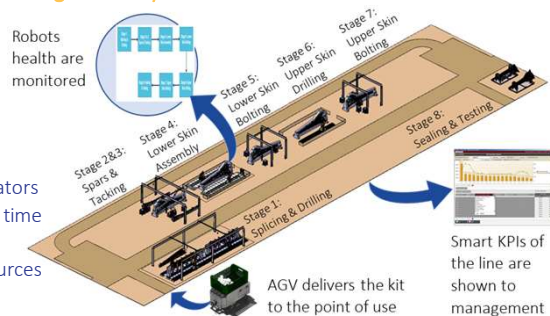 Robots
health are
monitored
Stage 2&3:
Spars &
Tacking
Stage 4:
Lower Skin
Assembly
Stage 5:
Lower Skin
Bolting
Stage 6:
Upper Skin
Drilling
Stage 7:
Upper Skin
Bolting
Stage 8:
Sealing & Testing
Stage 1:
Splicing & Drilling
time
AGV delivers the kit
to the point of use
Smart KPIs of
the line are
shown to
management